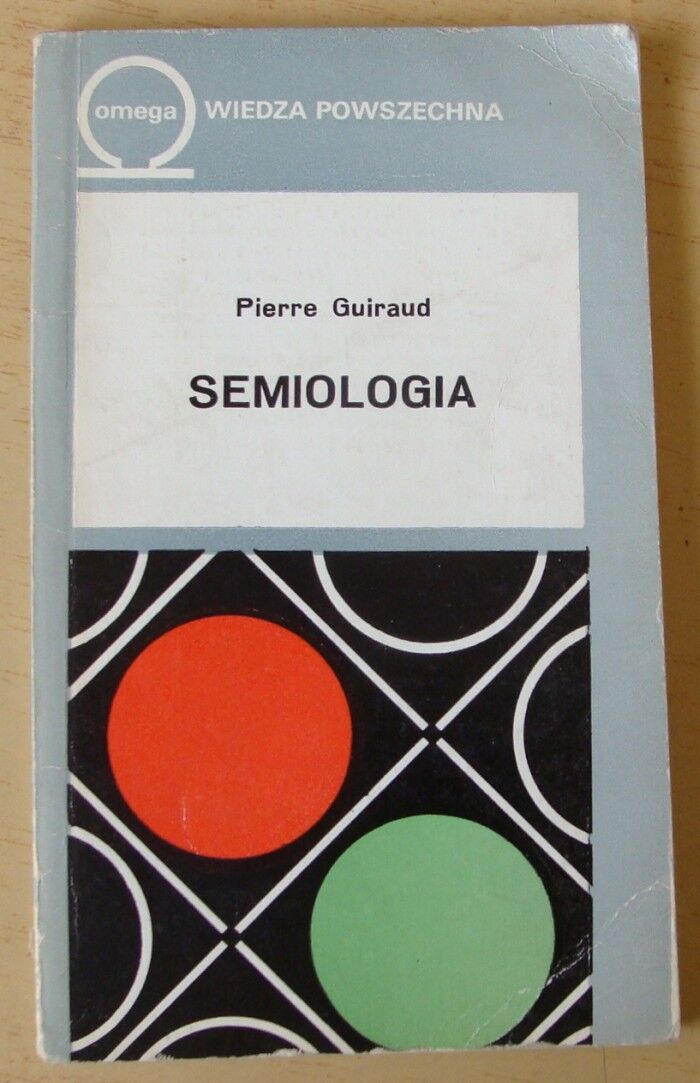 omega WIEDZA POWSZECHNA
Pierre Guiraud
SEMIOLOGIA